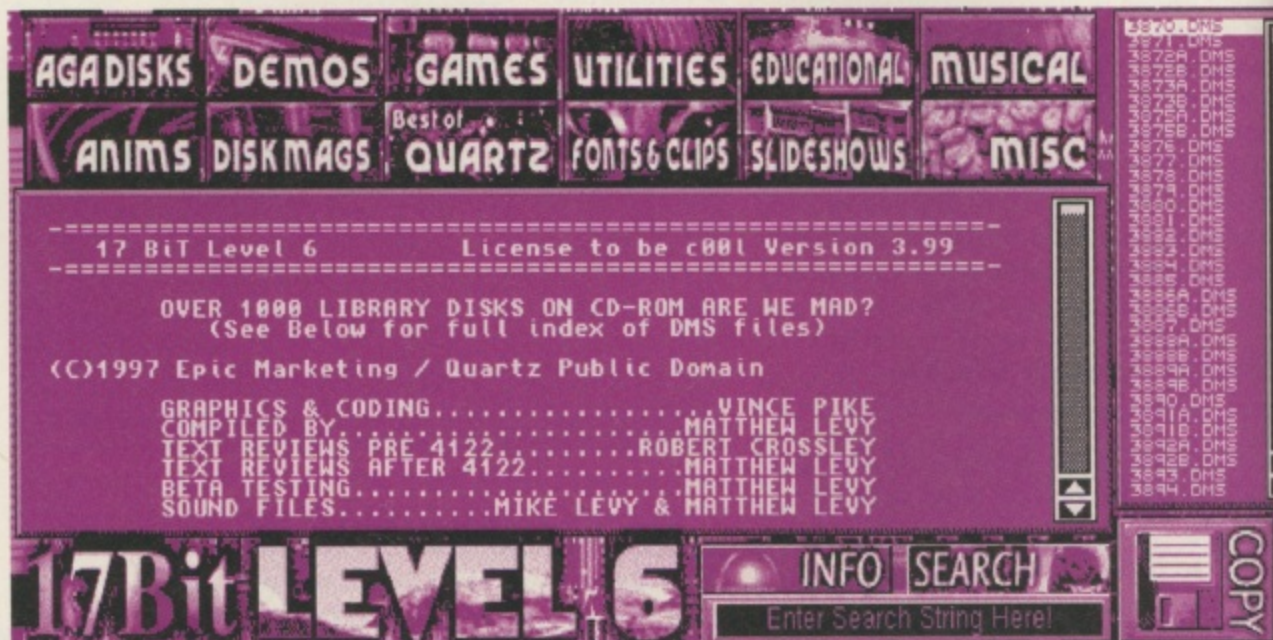 AGA DISKS DEMOS GAMES UTILITIES EDUCATIONAL MUSICAL
ANIMS DISK MAGS Best of QUARTZ FONTS & CLIPS SLIDESHOWS MISC
-=====================================================-
17 BiT Level 6 License to be c00l Version 3.99
-=====================================================-
OVER 1000 LIBRARY DISKS ON CD-ROM ARE WE MAD?
(See Below for full index of DMS files)
(C)1997 Epic Marketing / Quartz Public Domain
GRAPHICS & CODING..................VINCE PIKE
COMPILED BY......................MATTHEW LEVY
TEXT REVIEWS PRE 4122.........ROBERT CROSSLEY
TEXT REVIEWS AFTER 4122..........MATTHEW LEVY
BETA TESTING.....................MATTHEW LEVY
SOUND FILES..........MIKE LEVY & MATTHEW LEVY
17Bit LEVEL 6
INFO SEARCH
Enter Search String Here!
3870.DMS
3871.DMS
3872A.DMS
3872B.DMS
3873A.DMS
3873B.DMS
3875A.DMS
3875B.DMS
3876.DMS
3877.DMS
3878.DMS
3879.DMS
3880.DMS
3881.DMS
3882.DMS
3883.DMS
3884.DMS
3885.DMS
3886A.DMS
3886B.DMS
3887.DMS
3888A.DMS
3888B.DMS
3889A.DMS
3889B.DMS
3890.DMS
3891A.DMS
3891B.DMS
3892A.DMS
3892B.DMS
3893.DMS
3894.DMS
COPY